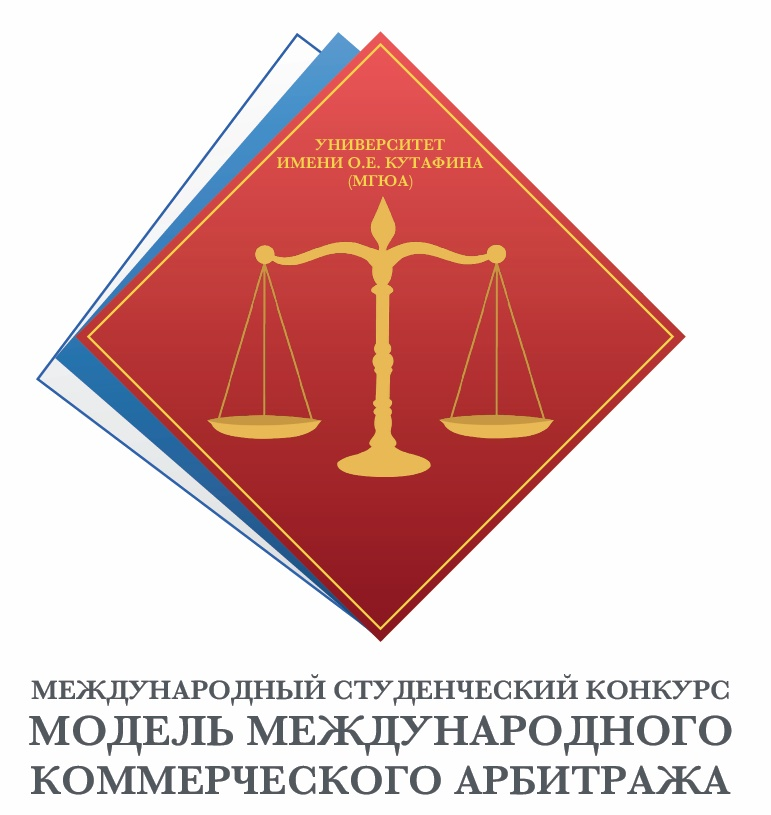 УНИВЕРСИТЕТ
ИМЕНИ О.Е. КУТАФИНА
(МГЮА)
МЕЖДУНАРОДНЫЙ СТУДЕНЧЕСКИЙ КОНКУРС
МОДЕЛЬ МЕЖДУНАРОДНОГО
КОММЕРЧЕСКОГО АРБИТРАЖА